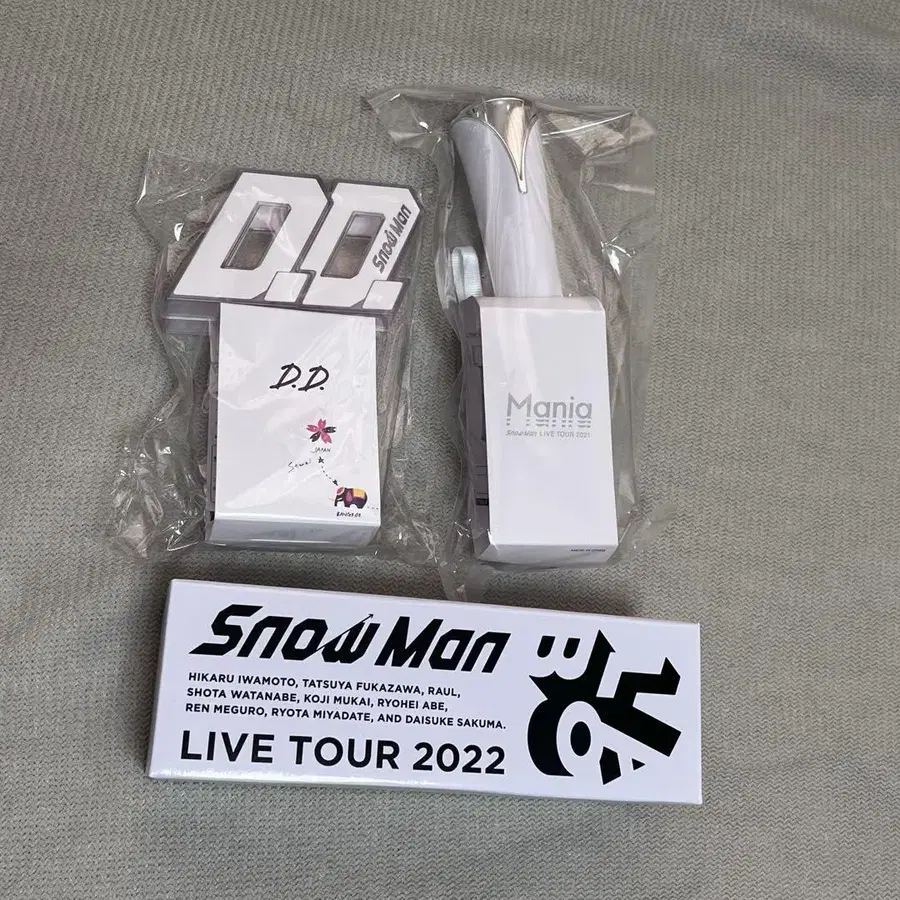 D.D.
Snow Man
D.D.
JAPAN
BANGKOK
Mania
Snow Man LIVE TOUR 2021
Snow Man
HIKARU IWAMOTO, TATSUYA FUKAZAWA, RAUL,
SHOTA WATANABE, KOJI MUKAI, RYOHEI ABE,
REN MEGURO, RYOTA MIYADATE, AND DAISUKE SAKUMA.
LIVE TOUR 2022